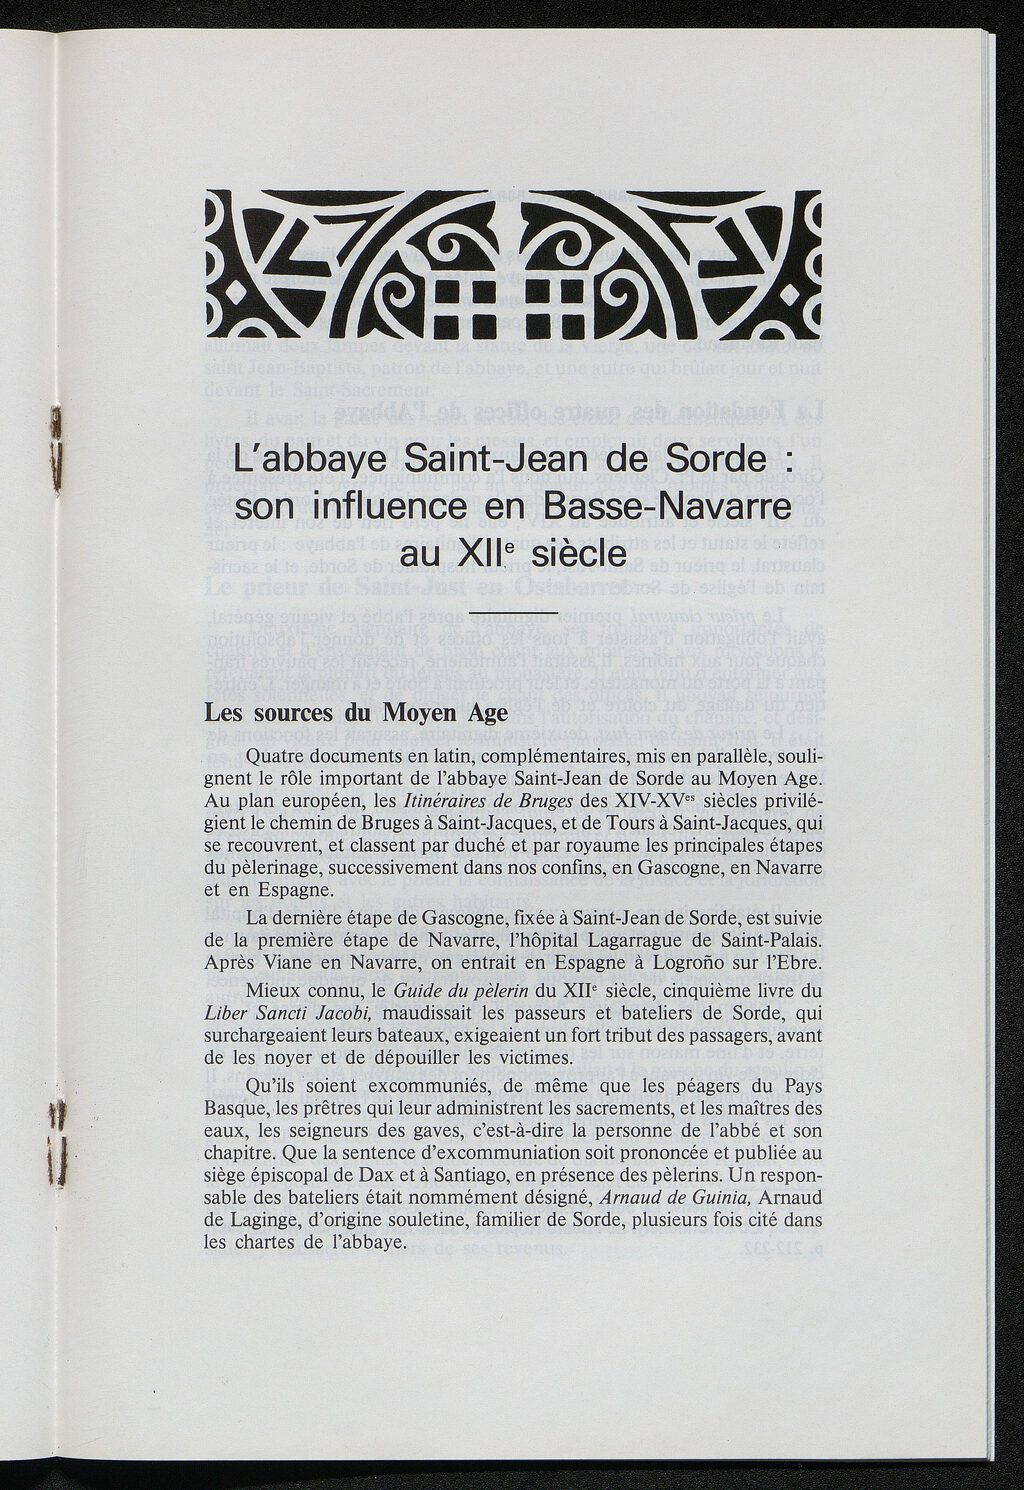 L'abbaye Saint-Jean de Sorde :
son influence en Basse-Navarre
au XIIe siècle
Les sources du Moyen Age
Quatre documents en latin, complémentaires, mis en parallèle, souli-
gnent le rôle important de l'abbaye Saint-Jean de Sorde au Moyen Age.
Au plan européen, les Itinéraires de Bruges des XIV-XVes siècles privilé-
gient le chemin de Bruges à Saint-Jacques, et de Tours à Saint-Jacques, qui
se recouvrent, et classent par duché et par royaume les principales étapes
du pèlerinage, successivement dans nos confins, en Gascogne, en Navarre
et en Espagne.
La dernière étape de Gascogne, fixée à Saint-Jean de Sorde, est suivie
de la première étape de Navarre, l'hôpital Lagarrague de Saint-Palais.
Après Viane en Navarre, on entrait en Espagne à Logroño sur l'Ebre.
Mieux connu, le Guide du pèlerin du XIIe siècle, cinquième livre du
Liber Sancti Jacobi, maudissait les passeurs et bateliers de Sorde, qui
surchargeaient leurs bateaux, exigeaient un fort tribut des passagers, avant
de les noyer et de dépouiller les victimes.
Qu'ils soient excommuniés, de même que les péagers du Pays
Basque, les prêtres qui leur administrent les sacrements, et les maîtres des
eaux, les seigneurs des gaves, c'est-à-dire la personne de l'abbé et son
chapitre. Que la sentence d'excommuniation soit prononcée et publiée au
siège épiscopal de Dax et à Santiago, en présence des pèlerins. Un respon-
sable des bateliers était nommément désigné, Arnaud de Guinia, Arnaud
de Laginge, d'origine souletine, familier de Sorde, plusieurs fois cité dans
les chartes de l'abbaye.